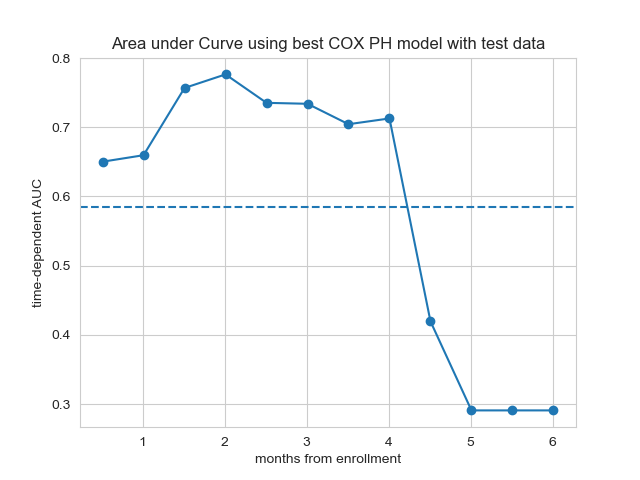 Area under Curve using best COX PH model with test data
0.8
0.7
0.6
0.5
0.4
0.3
time-dependent AUC
1 2 3 4 5 6
months from enrollment